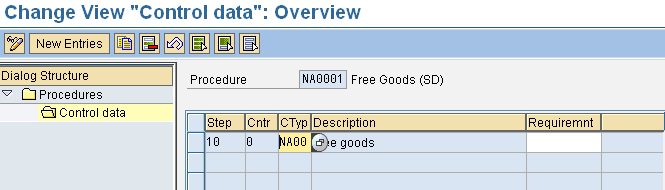 Change View "Control data": Overview
New Entries
Dialog Structure
Procedures
Control data
Procedure NA0001 Free Goods (SD)
Step Cntr CTyp Description Requiremnt
10 0 NA00 ee goods